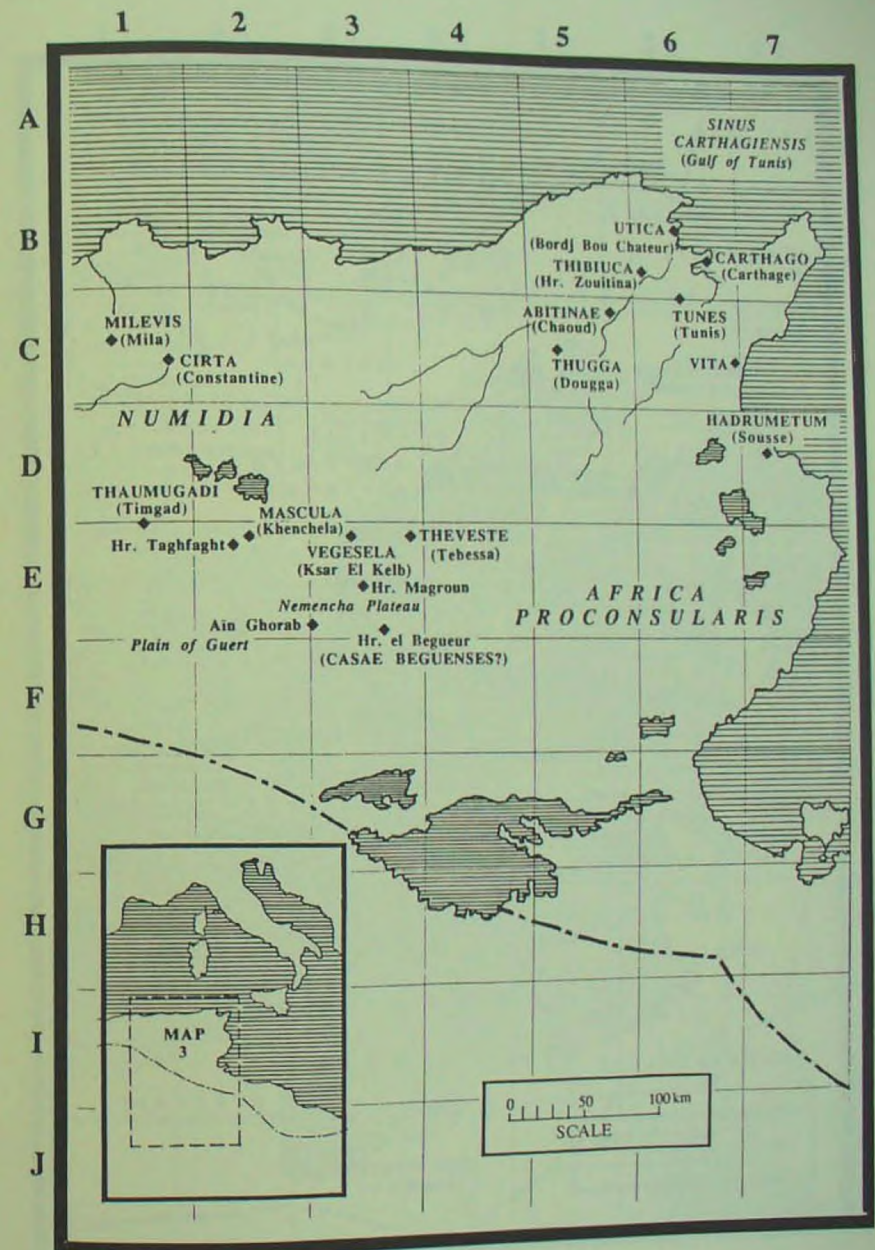 1 2 3 4 5 6 7
A
SINUS
CARTHAGIENSIS
(Gulf of Tunis)
B
UTICA
(Bordj Bou Chateur)
CARTHAGO
(Carthage)
THIBIUCA
(Hr. Zouitina)
C
MILEVIS
(Mila)
CIRTA
(Constantine)
ABITINAE
(Chaoud)
TUNES
(Tunis)
THUGGA
(Dougga)
VITA
NUMIDIA
D
HADRUMETUM
(Sousse)
THAUMUGADI
(Timgad)
MASCULA
(Khenchela)
E
Hr. Taghfaght
VEGESELA
(Ksar El Kelb)
THEVESTE
(Tebessa)
Hr. Magroun
Nemencha Plateau
AFRICA
PROCONSULARIS
Ain Ghorab
Plain of Guert
Hr. el Begueur
(CASAE BEGUENSES?)
F
G
H
I
MAP
3
0 50 100 km
SCALE
J